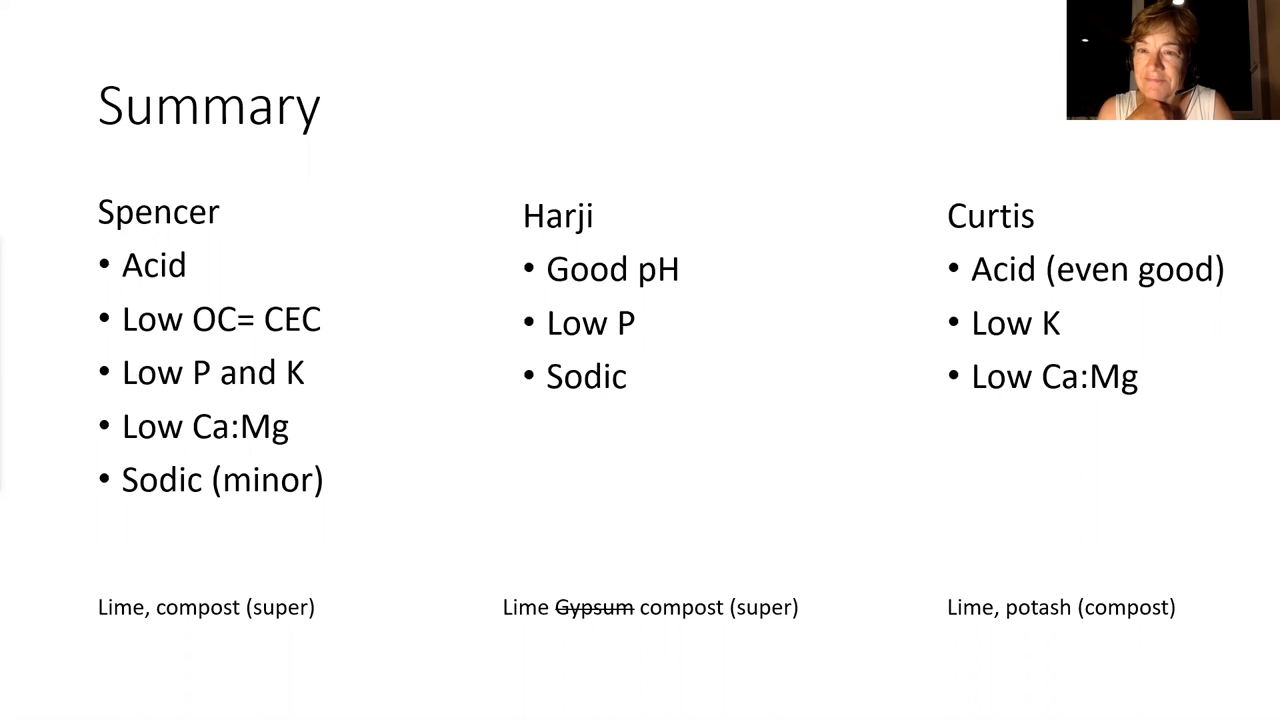 Summary
Spencer
• Acid
• Low OC= CEC
• Low P and K
• Low Ca:Mg
• Sodic (minor)
Lime, compost (super)
Harji
• Good pH
• Low P
• Sodic
Lime Gypsum compost (super)
Curtis
• Acid (even good)
• Low K
• Low Ca:Mg
Lime, potash (compost)